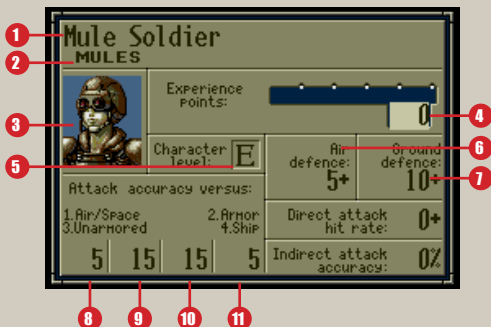 1 Mule Soldier
2 MULES
3
Experience
points:
0 4
5 Character
level: E
Air
defence:
5+
6
Ground
defence:
10+
7
Attack accuracy versus:
1.Air/Space 2.Armor
3.Unarmored 4.Ship
5 15 15 5
Direct attack
hit rate: 0+
Indirect attack
accuracy: 0%
8 9 10 11